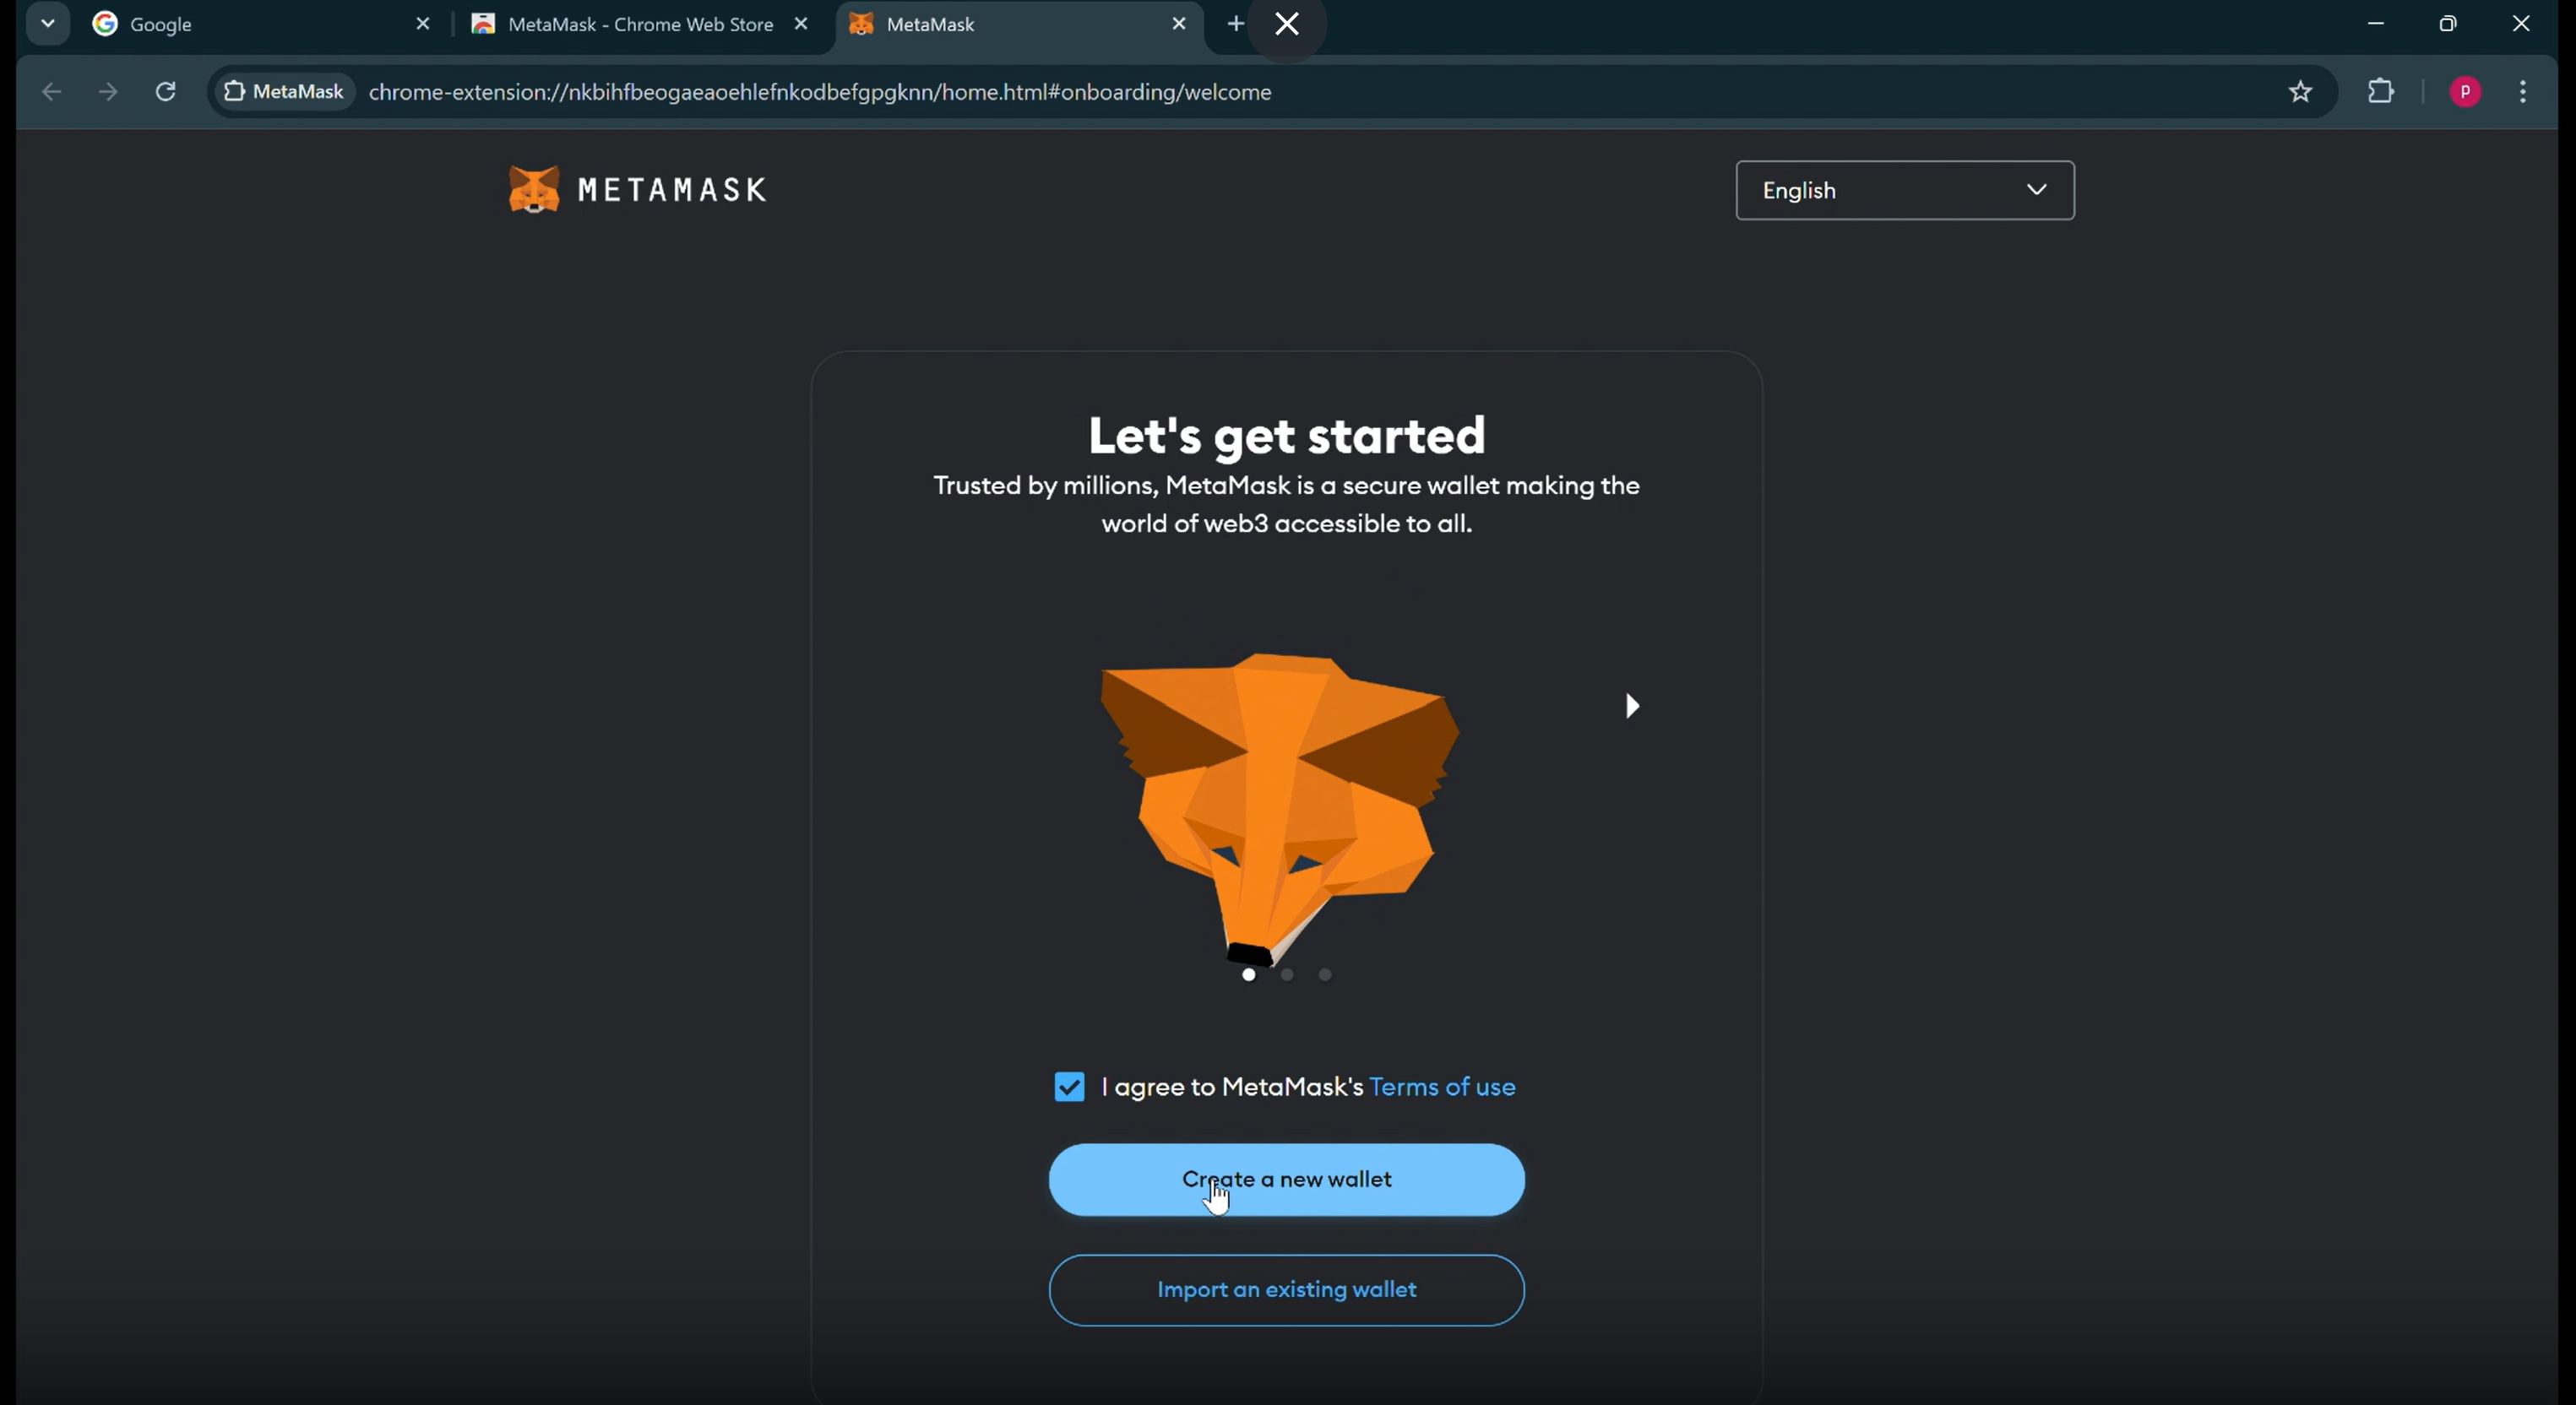 Google
MetaMask - Chrome Web Store
MetaMask
MetaMask chrome-extension://nkbihfbeogaeaoehlefnkodbefgpgknn/home.html#onboarding/welcome
P
METAMASK
English
Let's get started
Trusted by millions, MetaMask is a secure wallet making the
world of web3 accessible to all.
I agree to MetaMask's Terms of use
Create a new wallet
Import an existing wallet